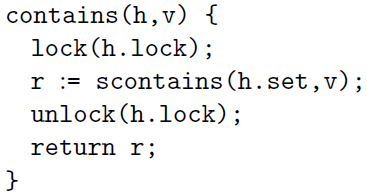 contains(h,v) {
  lock(h.lock);
  r := scontains(h.set,v);
  unlock(h.lock);
  return r;
}